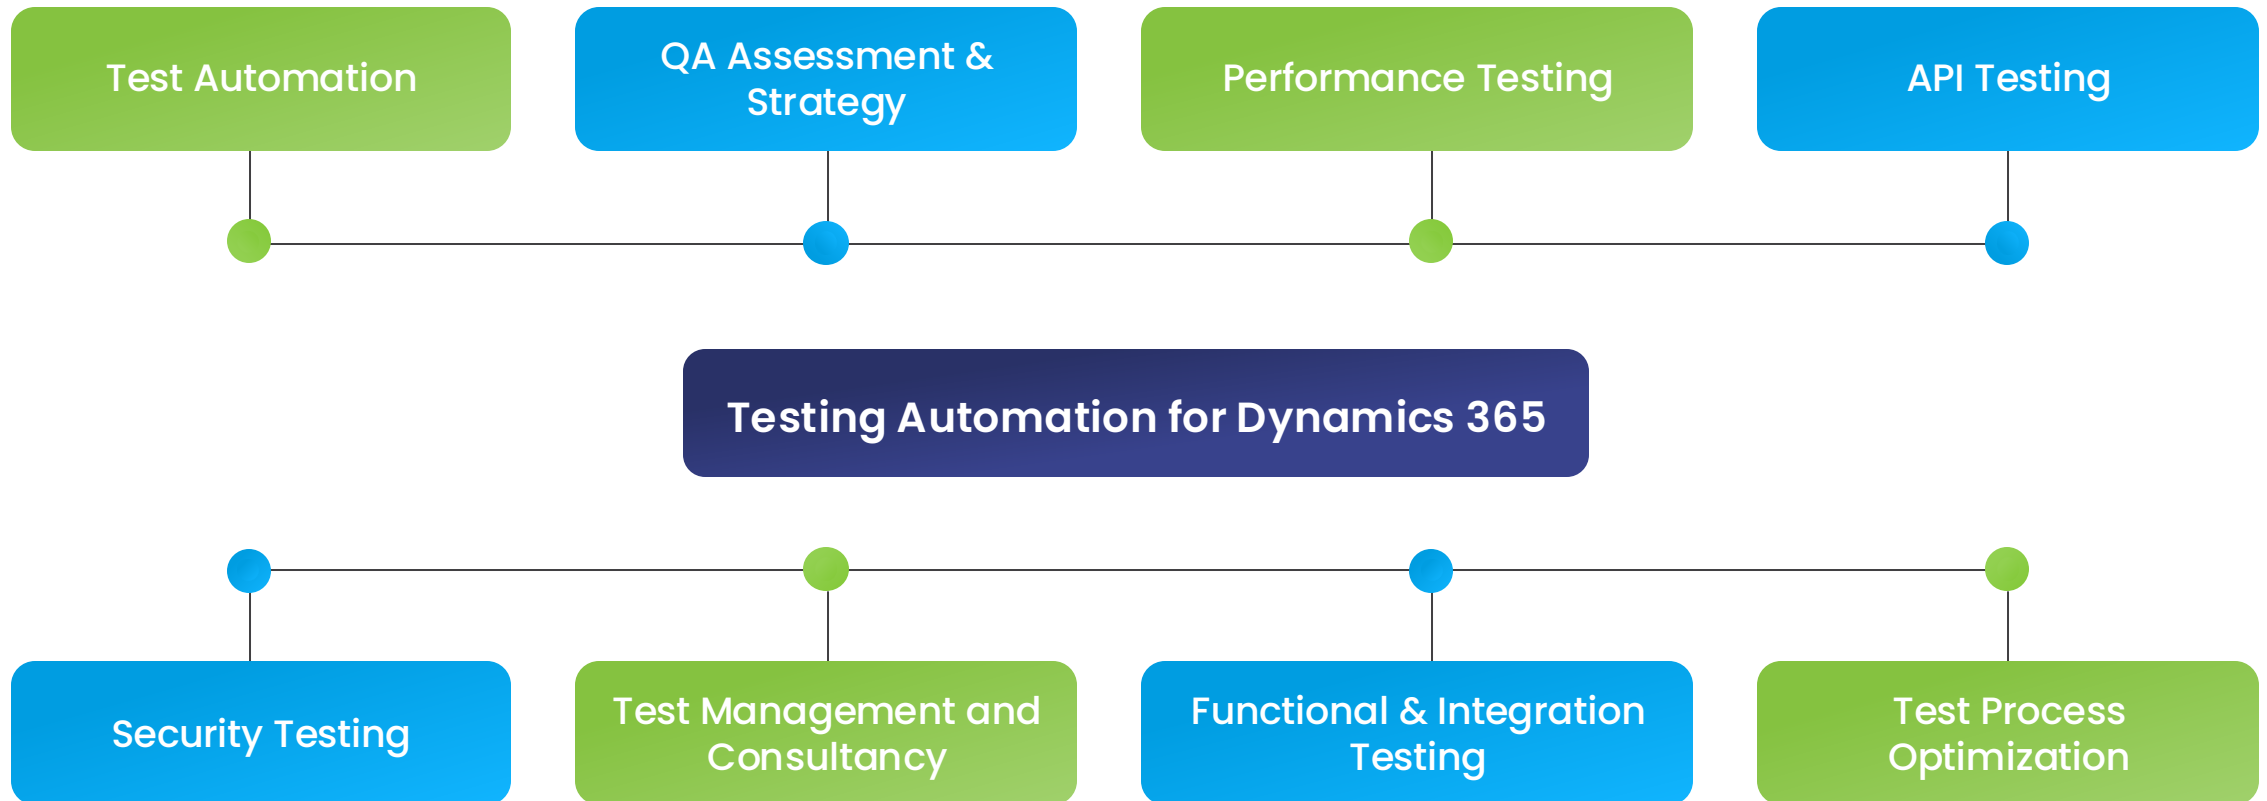 Test Automation
QA Assessment &
Strategy
Performance Testing
API Testing
Testing Automation for Dynamics 365
Security Testing
Test Management and
Consultancy
Functional & Integration
Testing
Test Process
Optimization